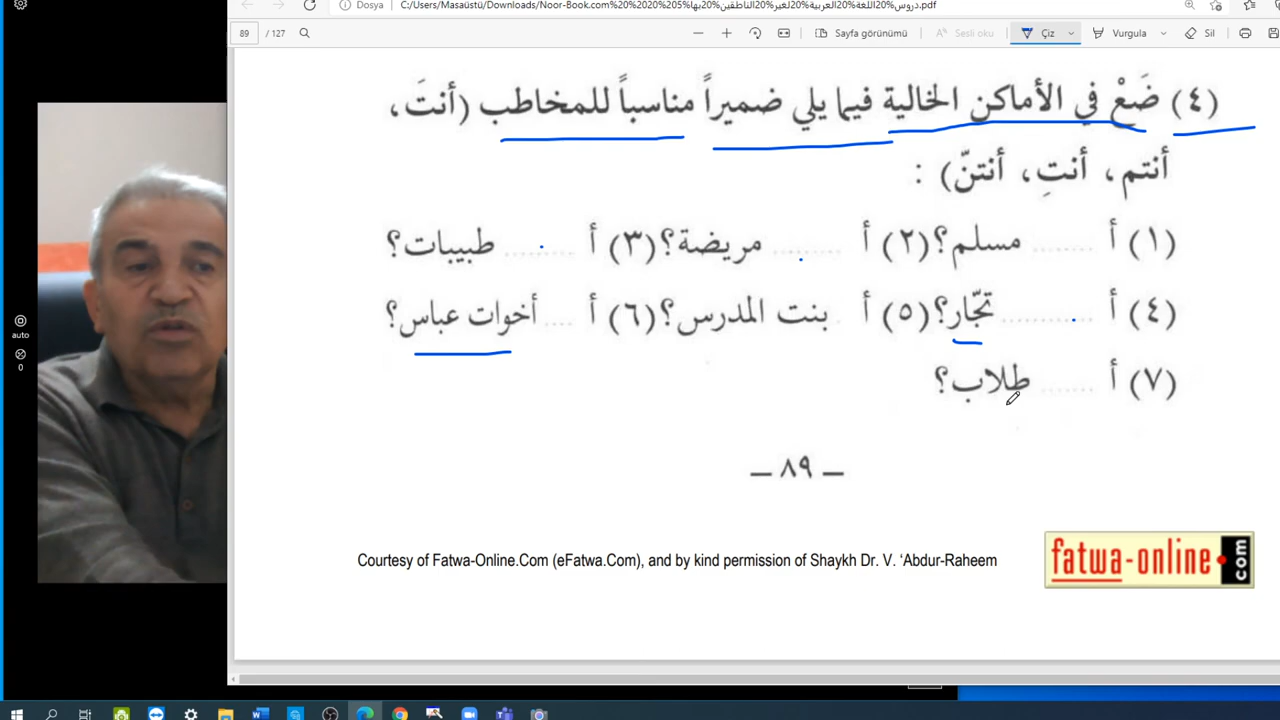 Dosya
C:/Users/Masaüstü/Downloads/Noor-Book.com%20%2020205%دروس%20اللغة%20العربية%20لغير%20الناطقين%20بها.pdf
89 / 127
Sayfa görünümü
Sesli oku
Çiz
Vurgula
Sil
auto
0
(٤) ضَعْ في الأماكن الخالية فيما يلي ضميراً مناسباً للمخاطب (أنتَ،
أنتم، أنتِ، أنتنّ) :
(١) أ ........ مسلم؟ (٢) أ ........ مريضة؟ (٣) أ ........ طبيبات؟
(٤) أ ........... تجّار؟ (٥) أ . بنت المدرس؟ (٦) أ .... أخوات عباس؟
(٧) أ ....... طلاب؟
— ٨٩ —
Courtesy of Fatwa-Online.Com (eFatwa.Com), and by kind permission of Shaykh Dr. V. ‘Abdur-Raheem
fatwa-online.com